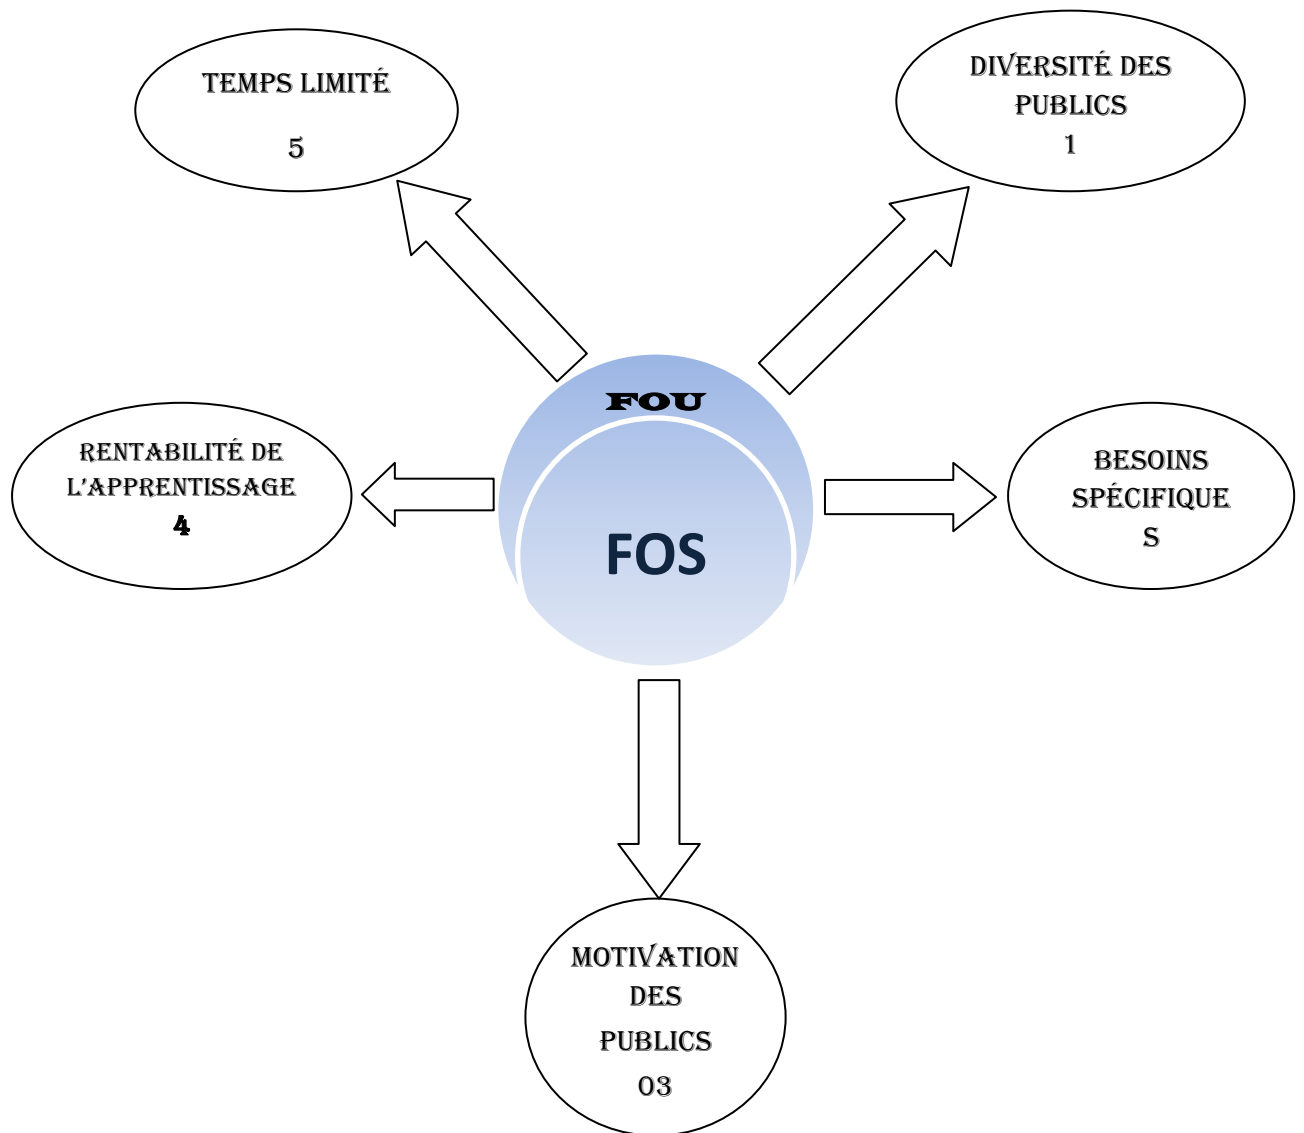 TEMPS LIMITÉ
5
DIVERSITÉ DES
PUBLICS
1
FOU
FOS
RENTABILITÉ DE
L’APPRENTISSAGE
4
BESOINS
SPÉCIFIQUE
S
MOTIVATION
DES
PUBLICS
03